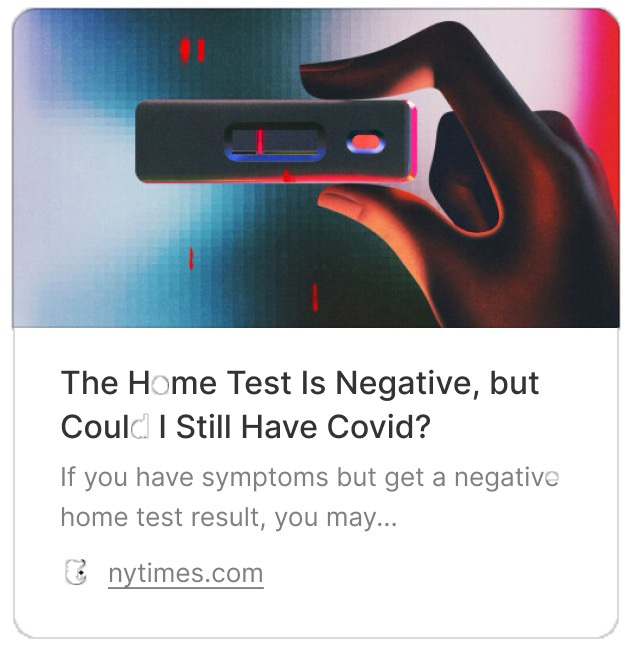 The Home Test Is Negative, but
Could I Still Have Covid?
If you have symptoms but get a negative
home test result, you may...
nytimes.com